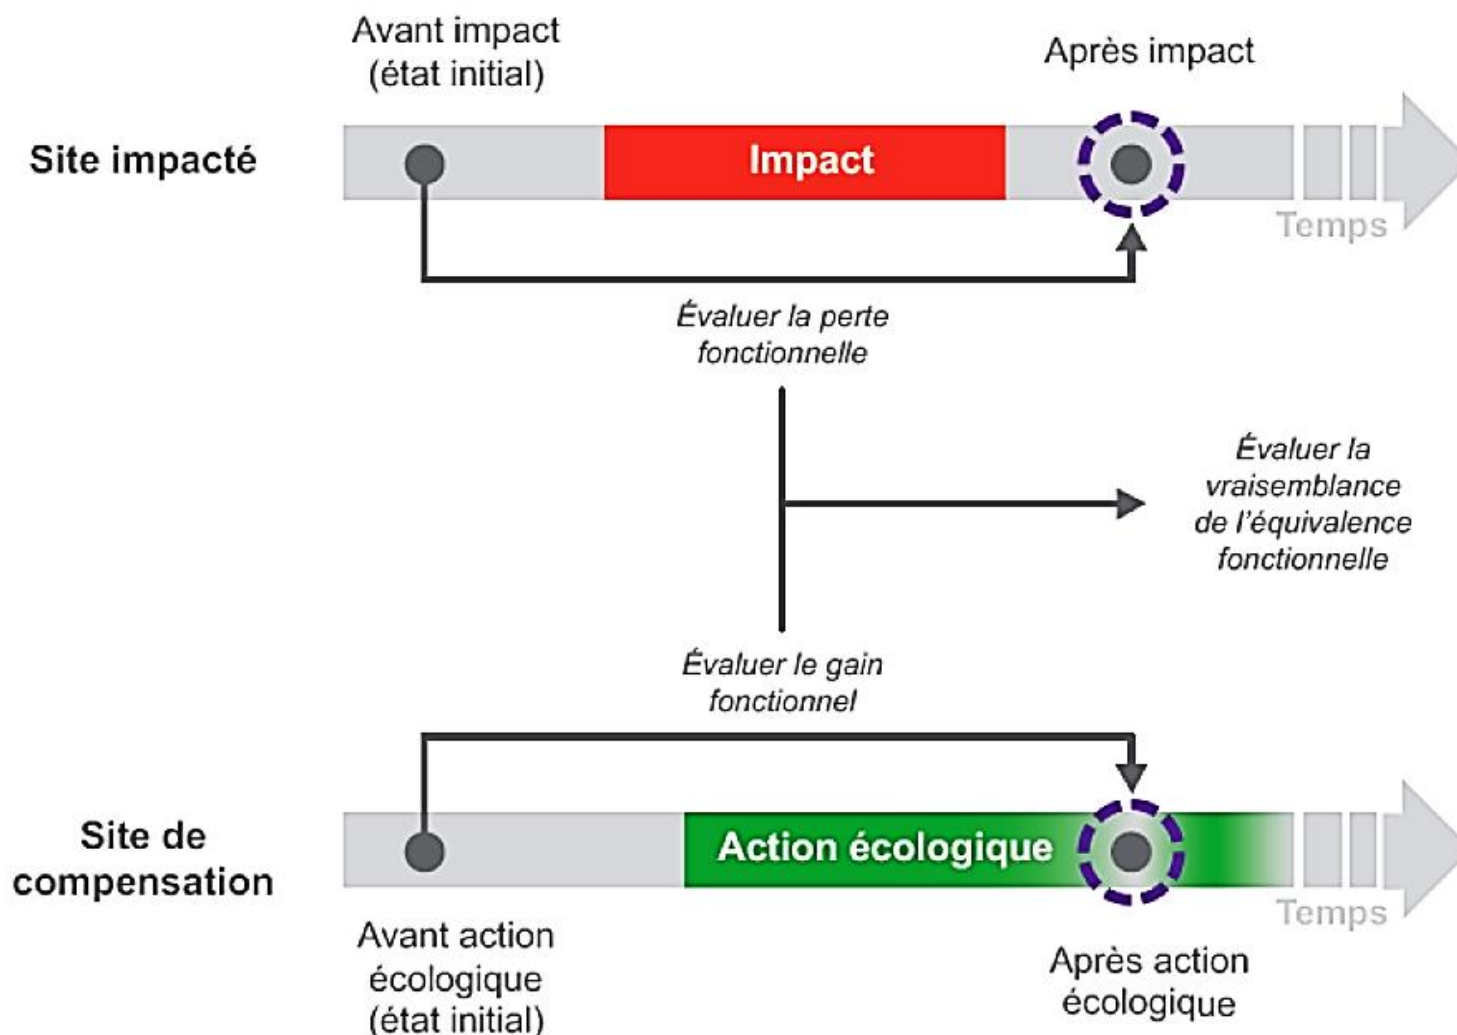 Avant impact
(état initial)
Après impact
Site impacté
Impact
Temps
Évaluer la perte
fonctionnelle
Évaluer la
vraisemblance
de l'équivalence
fonctionnelle
Évaluer le gain
fonctionnel
Site de
compensation
Action écologique
Temps
Avant action
écologique
(état initial)
Après action
écologique